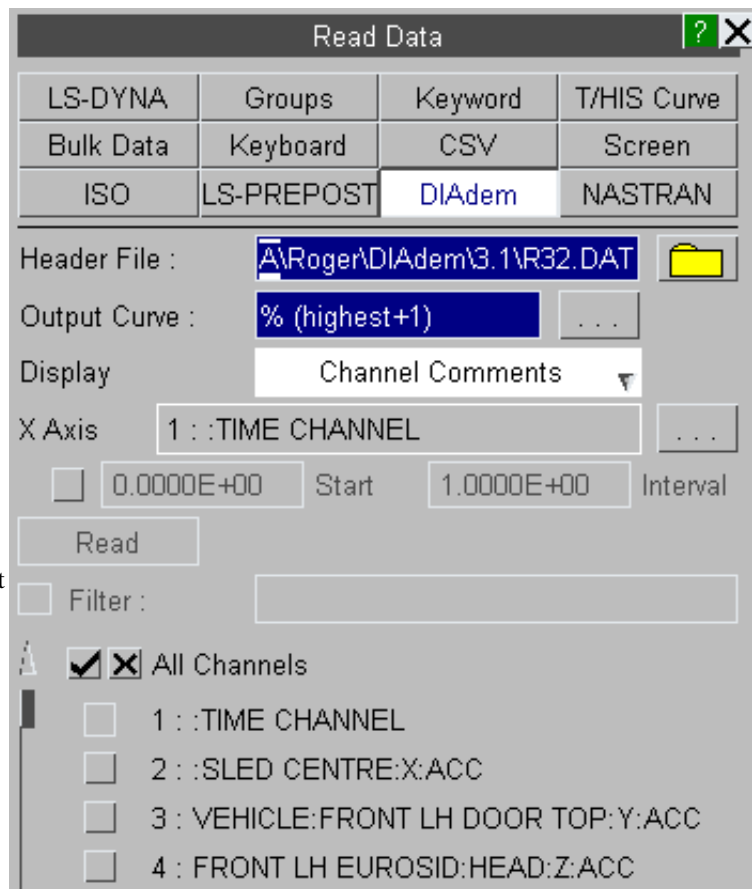 Read Data ? X
LS-DYNA Groups Keyword T/HIS Curve
Bulk Data Keyboard CSV Screen
ISO LS-PREPOST DIAdem NASTRAN
Header File : A\Roger\DIAdem\3.1\R32.DAT
Output Curve : % (highest+1) . . .
Display Channel Comments
X Axis 1 : :TIME CHANNEL . . .
0.0000E+00 Start 1.0000E+00 Interval
Read
t
Filter :
All Channels
1 : :TIME CHANNEL
2 : :SLED CENTRE:X:ACC
3 : VEHICLE:FRONT LH DOOR TOP:Y:ACC
4 : FRONT LH EUROSID:HEAD:Z:ACC